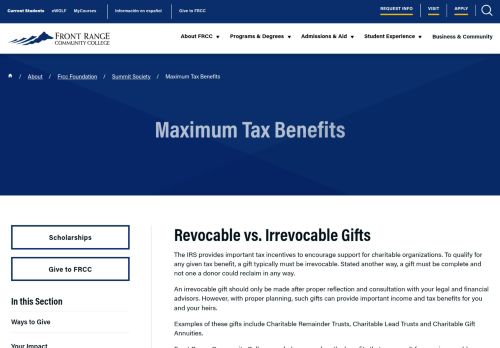 Current Students eWOLF MyCourses Información en español Give to FRCC REQUEST INFO VISIT APPLY
FRONT RANGE
COMMUNITY COLLEGE
About FRCC Programs & Degrees Admissions & Aid Student Experience Business & Community
/ About / Frcc Foundation / Summit Society / Maximum Tax Benefits
Maximum Tax Benefits
Scholarships
Give to FRCC
In this Section
Ways to Give
Your Impact
Revocable vs. Irrevocable Gifts
The IRS provides important tax incentives to encourage support for charitable organizations. To qualify for
any given tax benefit, a gift typically must be irrevocable. Stated another way, a gift must be complete and
not one a donor could reclaim in any way.
An irrevocable gift should only be made after proper reflection and consultation with your legal and financial
advisors. However, with proper planning, such gifts can provide important income and tax benefits for you
and your heirs.
Examples of these gifts include Charitable Remainder Trusts, Charitable Lead Trusts and Charitable Gift
Annuities.